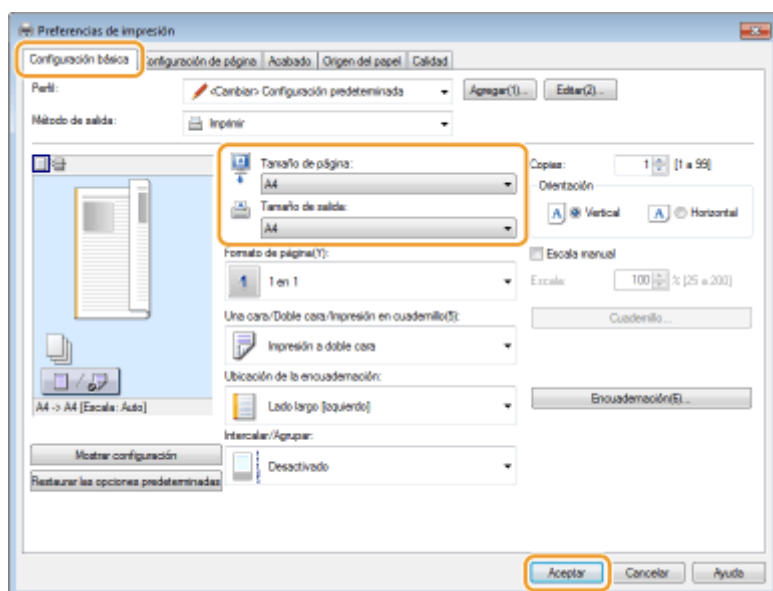 Preferencias de impresión
Configuración básica Configuración de página Acabado Origen del papel Calidad
Perfil: <Cambiar> Configuración predeterminada Agregar(1)... Editar(2)...
Método de salida: Imprimir
Tamaño de página:
A4
Tamaño de salida:
A4
Copias: 1 [1 a 99]
Orientación
A Vertical A Horizontal
Formato de página(Y):
1 1 en 1
Escala manual
Escala: 100 % [25 a 200]
Una cara/Doble cara/Impresión en cuadernillo(5):
Impresión a doble cara
Cuadernillo...
Ubicación de la encuadernación:
Lado largo [izquierdo]
Encuadernación(6)...
A4 -> A4 [Escala: Auto]
Intercalar/Agrupar:
Desactivado
Mostrar configuración
Restaurar las opciones predeterminadas
Aceptar Cancelar Ayuda